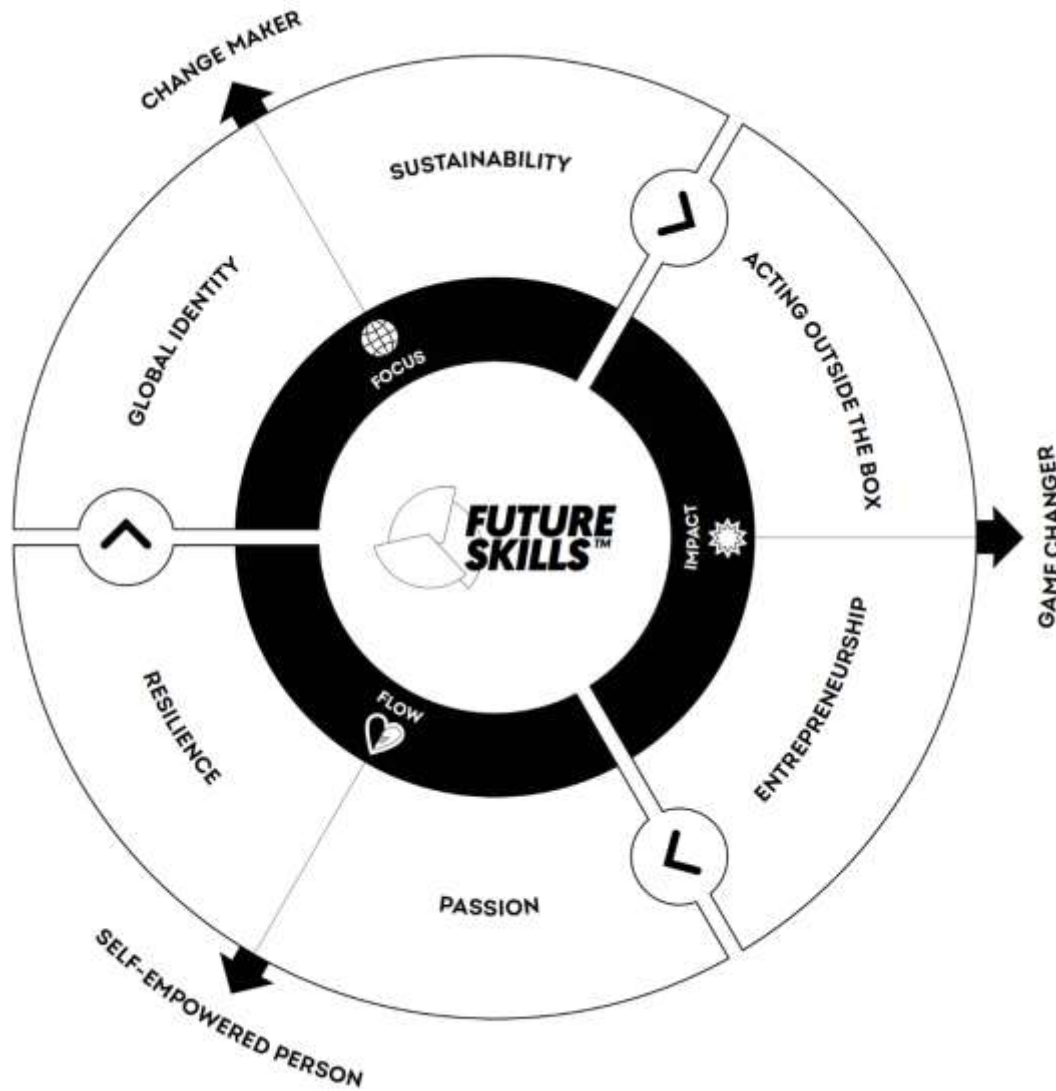 CHANGE MAKER
SUSTAINABILITY
GLOBAL IDENTITY
ACTING OUTSIDE THE BOX
FOCUS
IMPACT
FUTURE
SKILLS™
GAME CHANGER
FLOW
RESILIENCE
ENTREPRENEURSHIP
PASSION
SELF-EMPOWERED PERSON